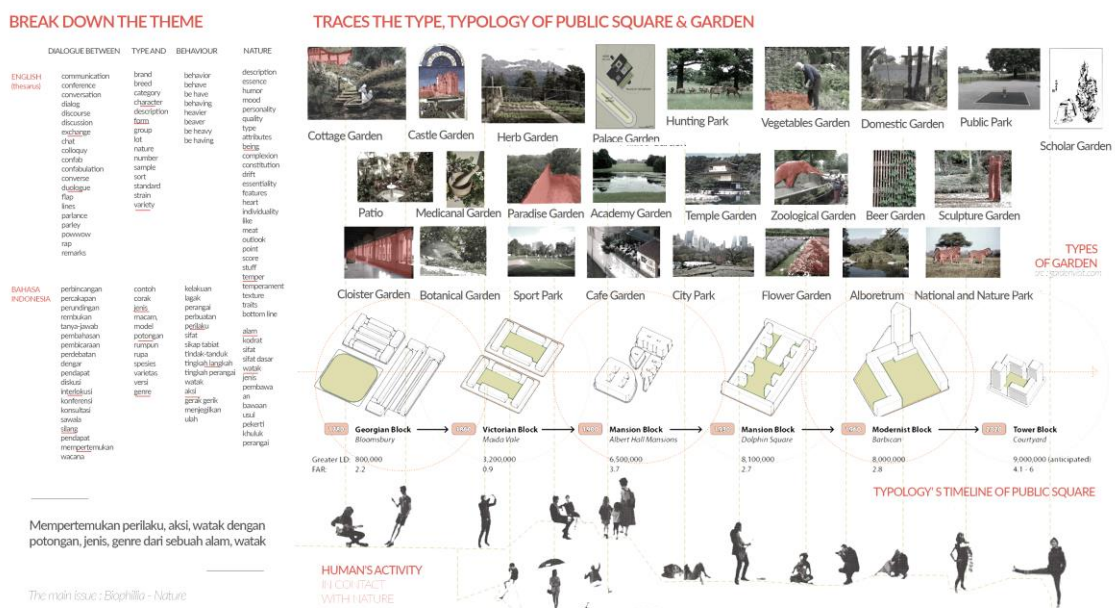 BREAK DOWN THE THEME
DIALOGUE BETWEEN
TYPE AND
BEHAVIOUR
NATURE
ENGLISH
(thesarus)
communication
conference
conversation
dialog
discourse
discussion
exchange
chat
colloquy
confab
confabulation
converse
duologue
flap
lines
parlance
parley
powwow
rap
remarks
brand
breed
category
character
description
form
group
lot
nature
number
sample
sort
standard
strain
variety
behavior
behave
be have
behaving
heavier
beaver
be heavy
be having
description
essence
humor
mood
personality
quality
type
attributes
being
complexion
constitution
drift
essentiality
features
heart
individuality
like
meat
outlook
point
score
stuff
temper
temperament
texture
traits
bottom line
BAHASA
INDONESIA
perbincangan
percakapan
perundingan
rembukan
tanya-jawab
pembahasan
pembicaraan
perdebatan
dengar
pendapat
diskusi
interlokusi
konferensi
konsultasi
sawala
silang
pendapat
mempertemukan
wacana
contoh
corak
jenis
macam,
model
potongan
rumpun
rupa
spesies
varietas
versi
genre
kelakuan
lagak
perangai
perbuatan
perilaku
sifat
sikap tabiat
tindak-tanduk
tingkah langkah
tingkah perangai
watak
aksi
gerak gerik
menjegilkan
ulah
alam
kodrat
sifat
sifat dasar
watak
jenis
pembawa
an
bawaan
usul
pekerti
khuluk
perangai
Mempertemukan perilaku, aksi, watak dengan
potongan, jenis, genre dari sebuah alam, watak
The main issue : Biophillia - Nature
TRACES THE TYPE, TYPOLOGY OF PUBLIC SQUARE & GARDEN
Cottage Garden
Castle Garden
Herb Garden
Palace Garden
Hunting Park
Vegetables Garden
Domestic Garden
Public Park
Scholar Garden
Patio
Medicanal Garden
Paradise Garden
Academy Garden
Temple Garden
Zoological Garden
Beer Garden
Sculpture Garden
TYPES
OF GARDEN
Cloister Garden
Botanical Garden
Sport Park
Cafe Garden
City Park
Flower Garden
Alboretrum
National and Nature Park
Georgian Block
Bloomsbury
Victorian Block
Maida Vale
Mansion Block
Albert Hall Mansions
Mansion Block
Dolphin Square
Modernist Block
Barbican
Tower Block
Courtyard
Greater LD: 800,000
3,200,000
6,500,000
8,100,000
8,000,000
9,000,000 (anticipated)
FAR: 2.2
0.9
3.7
2.7
2.8
4.1 - 6
TYPOLOGY' S TIMELINE OF PUBLIC SQUARE
HUMAN'S ACTIVITY
IN CONTACT
WITH NATURE